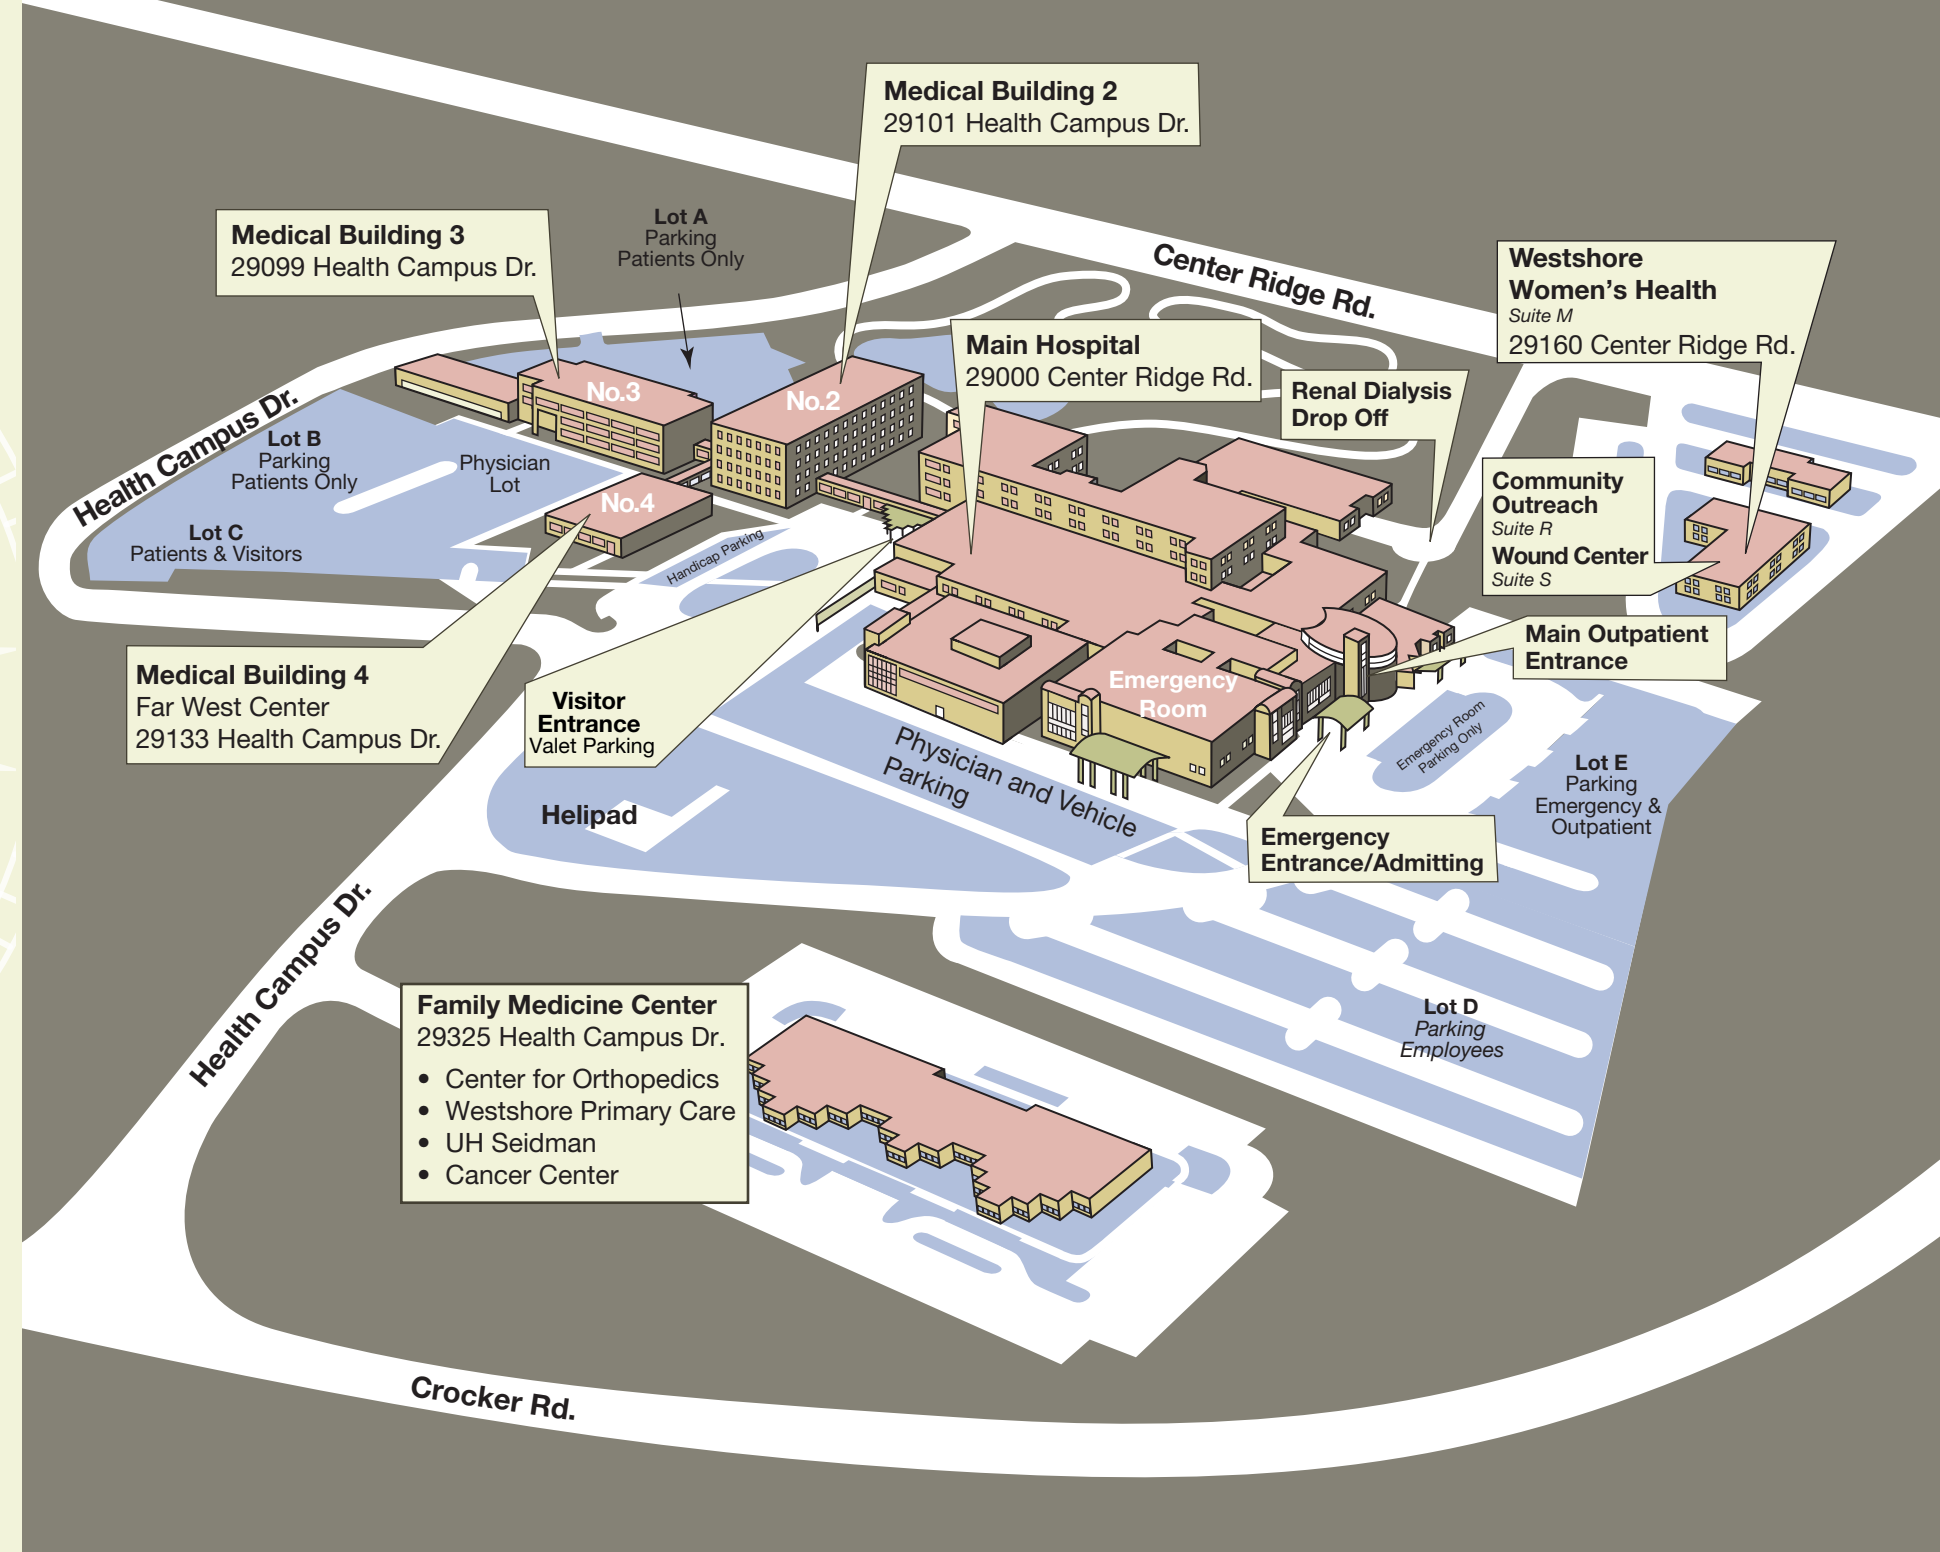 Medical Building 2
29101 Health Campus Dr.
Medical Building 3
29099 Health Campus Dr.
Lot A
Parking
Patients Only
Center Ridge Rd.
Westshore
Women's Health
Suite M
29160 Center Ridge Rd.
Main Hospital
29000 Center Ridge Rd.
Renal Dialysis
Drop Off
No.3
No.2
Health Campus Dr.
Lot B
Parking
Patients Only
Physician
Lot
No.4
Lot C
Patients & Visitors
Handicap Parking
Community
Outreach
Suite R
Wound Center
Suite S
Main Outpatient
Entrance
Medical Building 4
Far West Center
29133 Health Campus Dr.
Visitor
Entrance
Valet Parking
Emergency
Room
Physician and Vehicle
Parking
Emergency Room
Parking Only
Lot E
Parking
Emergency &
Outpatient
Helipad
Emergency
Entrance/Admitting
Health Campus Dr.
Family Medicine Center
29325 Health Campus Dr.
• Center for Orthopedics
• Westshore Primary Care
• UH Seidman
• Cancer Center
Lot D
Parking
Employees
Crocker Rd.